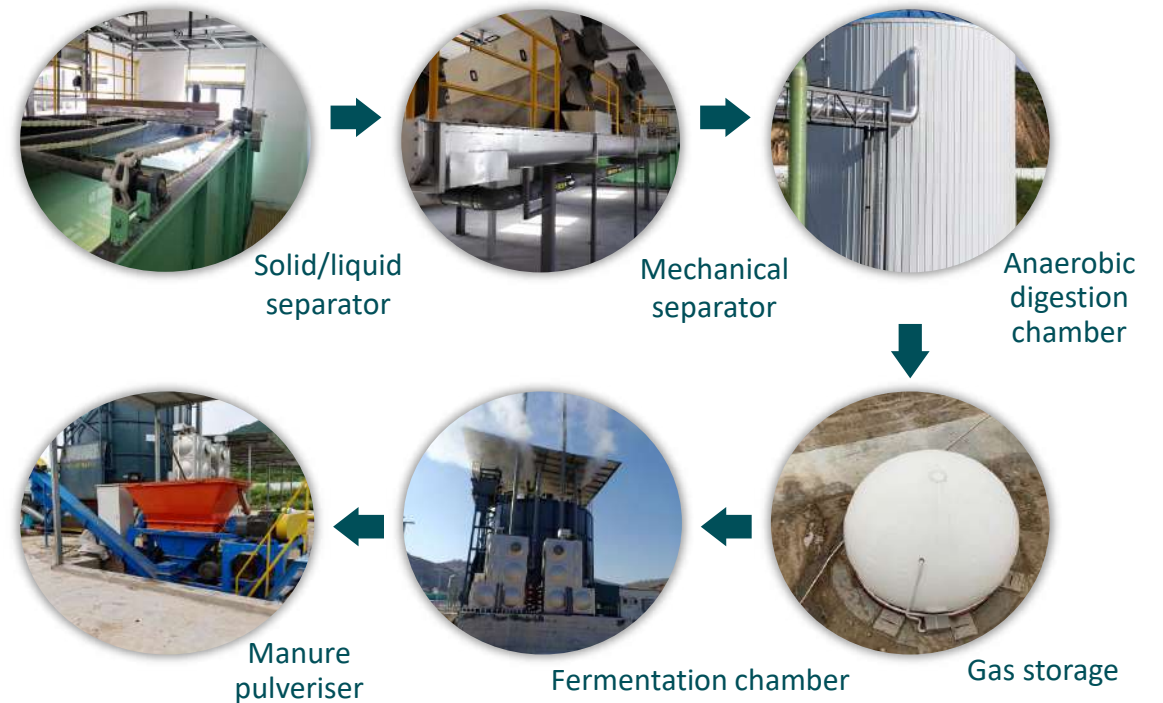 Solid/liquid
separator
Mechanical
separator
Anaerobic
digestion
chamber
Manure
pulveriser
Fermentation chamber
Gas storage